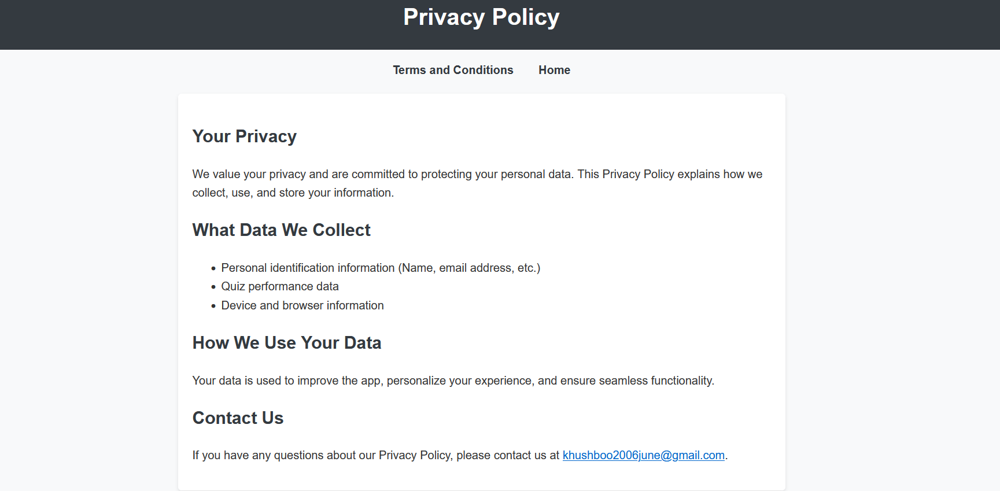 Privacy Policy
Terms and Conditions Home
Your Privacy
We value your privacy and are committed to protecting your personal data. This Privacy Policy explains how we
collect, use, and store your information.
What Data We Collect
• Personal identification information (Name, email address, etc.)
• Quiz performance data
• Device and browser information
How We Use Your Data
Your data is used to improve the app, personalize your experience, and ensure seamless functionality.
Contact Us
If you have any questions about our Privacy Policy, please contact us at khushboo2006june@gmail.com.